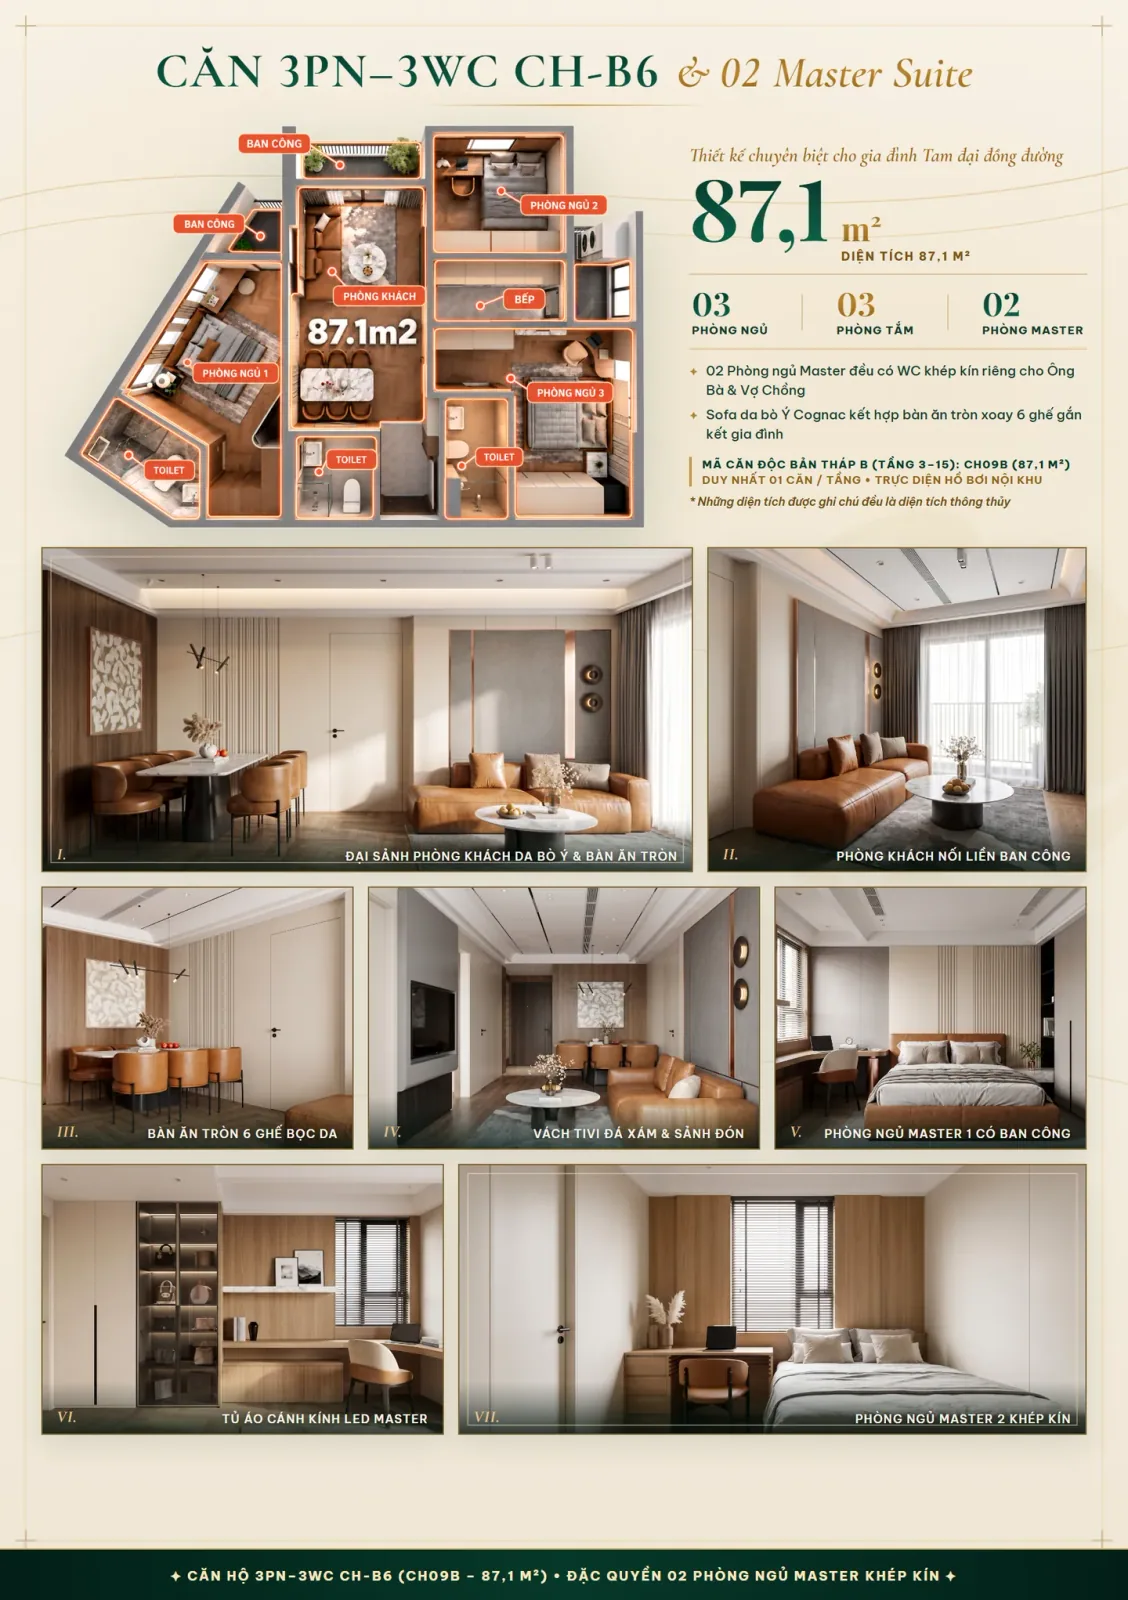 CĂN 3PN–3WC CH-B6 & 02 Master Suite
BAN CÔNG
BAN CÔNG
PHÒNG NGỦ 2
PHÒNG KHÁCH
BẾP
87.1m2
PHÒNG NGỦ 1
PHÒNG NGỦ 3
TOILET
TOILET
TOILET
Thiết kế chuyên biệt cho gia đình Tam đại đồng đường
87,1 m²
DIỆN TÍCH 87,1 M²
03 03 02
PHÒNG NGỦ PHÒNG TẮM PHÒNG MASTER
✦ 02 Phòng ngủ Master đều có WC khép kín riêng cho Ông
Bà & Vợ Chồng
✦ Sofa da bò Ý Cognac kết hợp bàn ăn tròn xoay 6 ghế gắn
kết gia đình
MÃ CĂN ĐỘC BẢN THÁP B (TẦNG 3–15): CH09B (87,1 M²)
DUY NHẤT 01 CĂN / TẦNG • TRỰC DIỆN HỒ BƠI NỘI KHU
* Những diện tích được ghi chú đều là diện tích thông thủy
I. ĐẠI SẢNH PHÒNG KHÁCH DA BÒ Ý & BÀN ĂN TRÒN
II. PHÒNG KHÁCH NỐI LIỀN BAN CÔNG
III. BÀN ĂN TRÒN 6 GHẾ BỌC DA
IV. VÁCH TIVI ĐÁ XÁM & SẢNH ĐÓN
V. PHÒNG NGỦ MASTER 1 CÓ BAN CÔNG
VI. TỦ ÁO CÁNH KÍNH LED MASTER
VII. PHÒNG NGỦ MASTER 2 KHÉP KÍN
✦ CĂN HỘ 3PN–3WC CH-B6 (CH09B – 87,1 M²) • ĐẶC QUYỀN 02 PHÒNG NGỦ MASTER KHÉP KÍN ✦